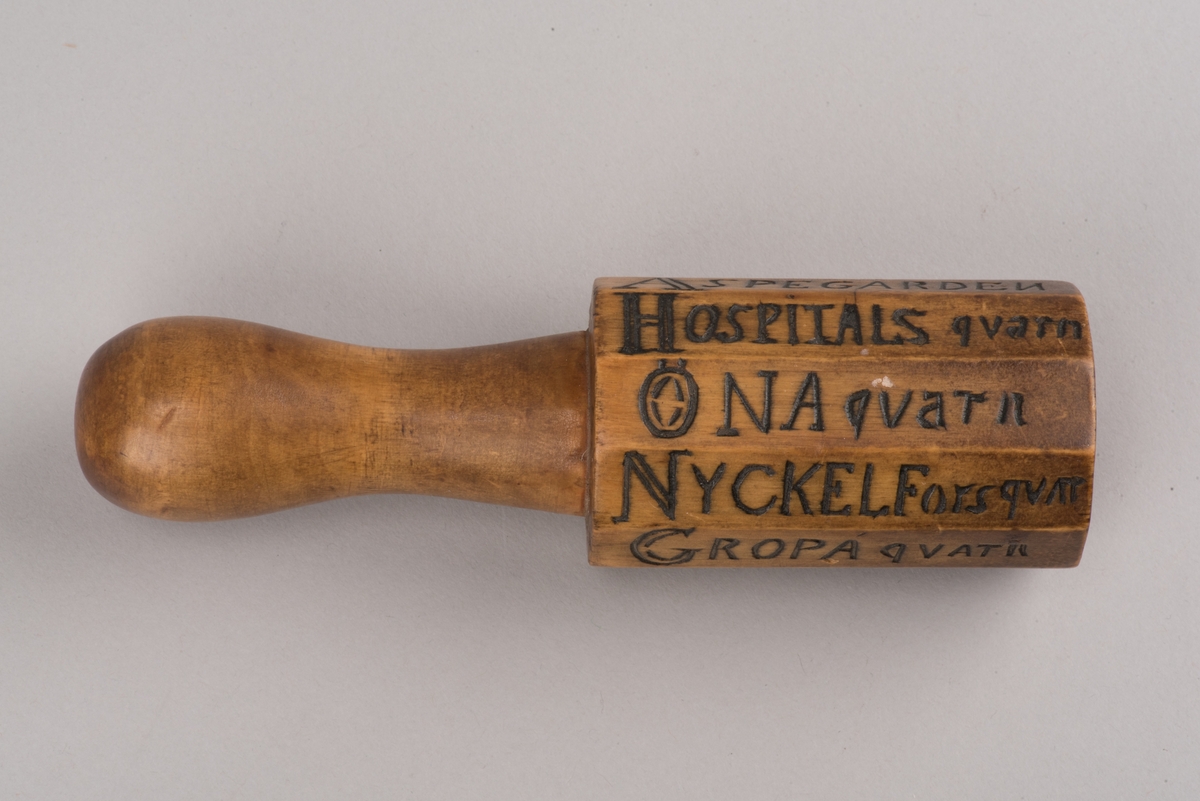 ASPEGARDEN
HOSPITALS qvarn
ÖNA qvarn
NYCKELFors qvar
GROPA qvarn